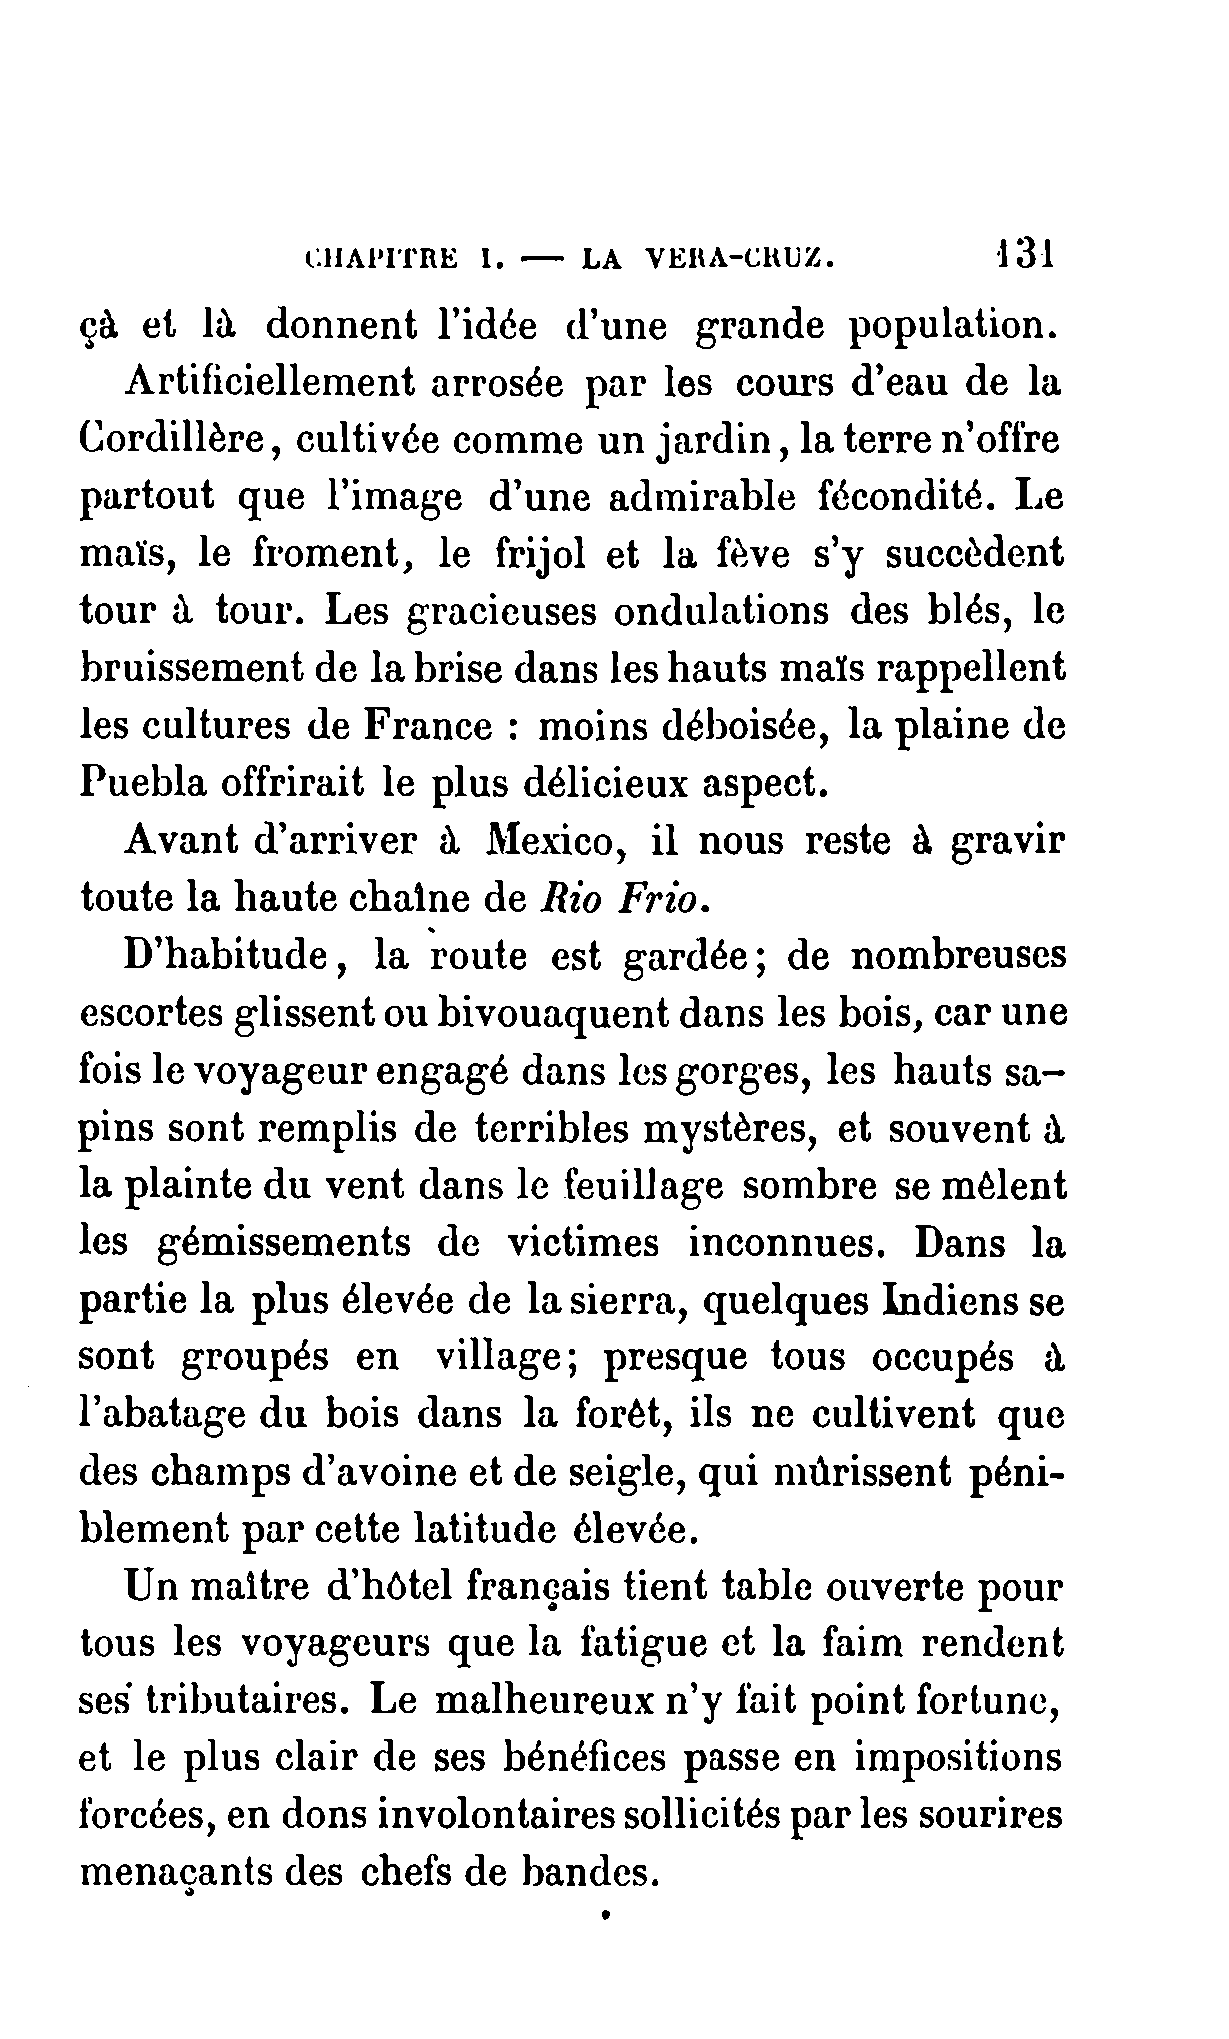 CHAPITRE I. — LA VERA-CRUZ. 131
çà et là donnent l'idée d'une grande population.
Artificiellement arrosée par les cours d'eau de la
Cordillère, cultivée comme un jardin, la terre n'offre
partout que l'image d'une admirable fécondité. Le
maïs, le froment, le frijol et la fève s'y succèdent
tour à tour. Les gracieuses ondulations des blés, le
bruissement de la brise dans les hauts maïs rappellent
les cultures de France : moins déboisée, la plaine de
Puebla offrirait le plus délicieux aspect.
Avant d'arriver à Mexico, il nous reste à gravir
toute la haute chaîne de Rio Frio.
D'habitude, la route est gardée; de nombreuses
escortes glissent ou bivouaquent dans les bois, car une
fois le voyageur engagé dans les gorges, les hauts sa-
pins sont remplis de terribles mystères, et souvent à
la plainte du vent dans le feuillage sombre se mêlent
les gémissements de victimes inconnues. Dans la
partie la plus élevée de la sierra, quelques Indiens se
sont groupés en village; presque tous occupés à
l'abatage du bois dans la forêt, ils ne cultivent que
des champs d'avoine et de seigle, qui mûrissent péni-
blement par cette latitude élevée.
Un maître d'hôtel français tient table ouverte pour
tous les voyageurs que la fatigue et la faim rendent
ses tributaires. Le malheureux n'y fait point fortune,
et le plus clair de ses bénéfices passe en impositions
forcées, en dons involontaires sollicités par les sourires
menaçants des chefs de bandes.